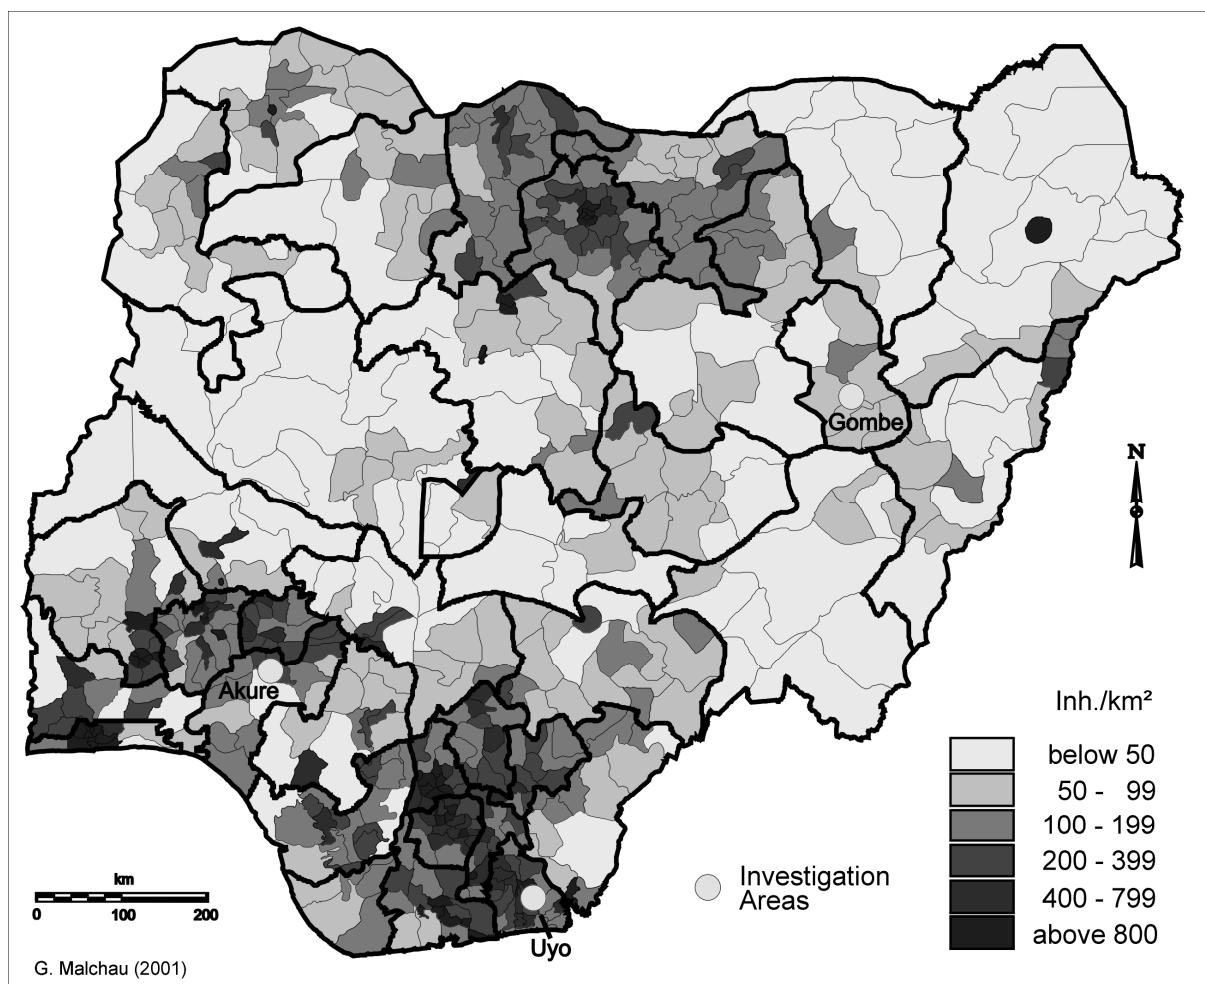 Gombe
N
Akure
Inh./km²
below 50
50 - 99
100 - 199
200 - 399
400 - 799
above 800
Investigation
Areas
km
0 100 200
Uyo
G. Malchau (2001)